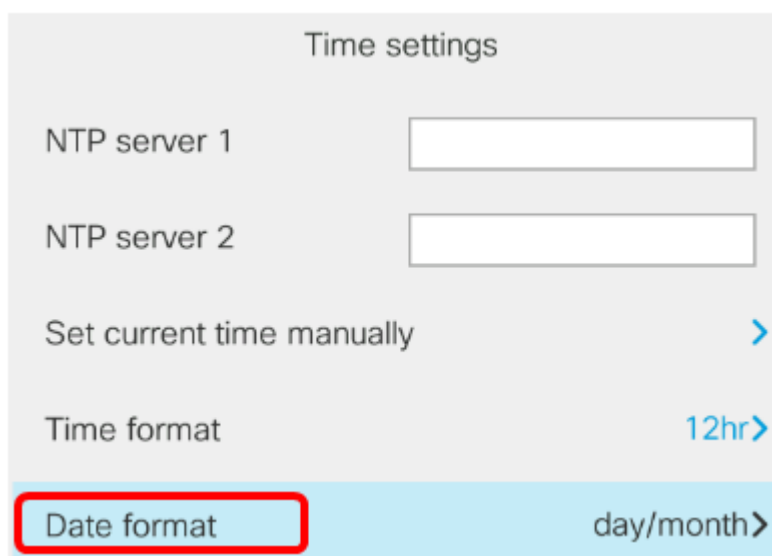 Time settings
NTP server 1
NTP server 2
Set current time manually
Time format 12hr
Date format day/month